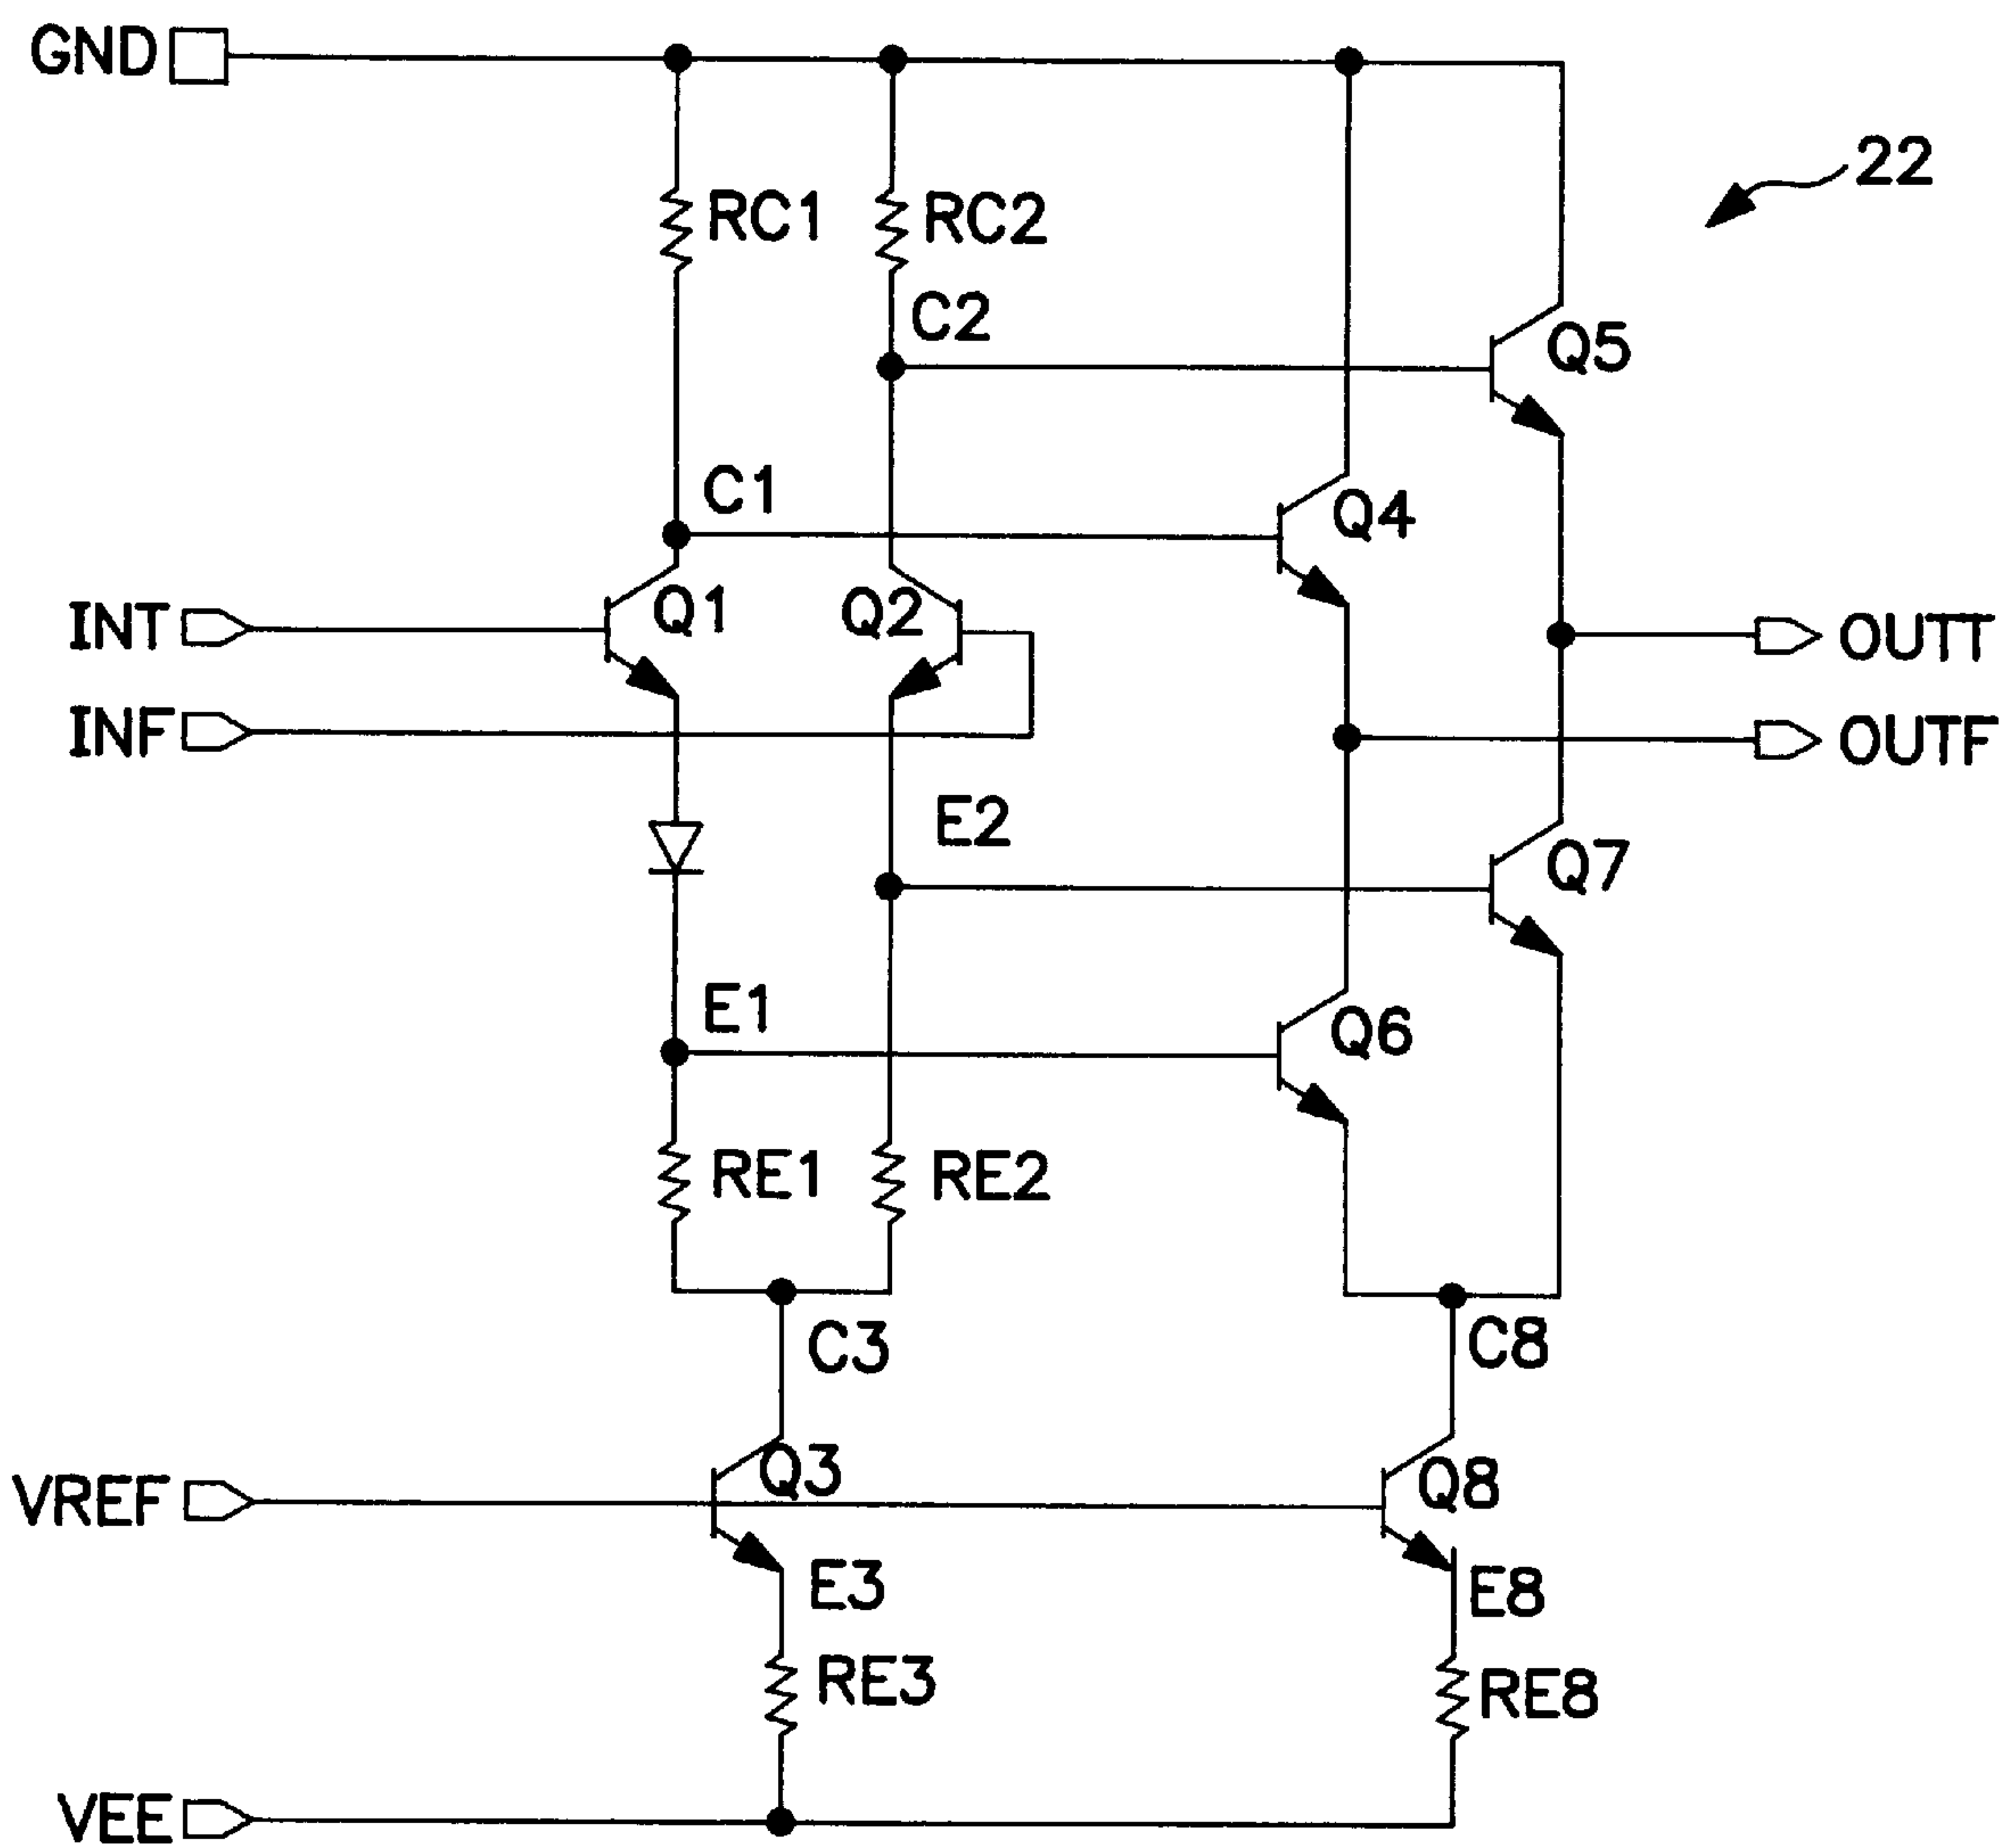 GND
22
RC1
RC2
C2
Q5
C1
Q4
INT
Q1
Q2
OUTT
INF
OUTF
E2
Q7
E1
Q6
RE1
RE2
C3
C8
Q3
Q8
VREF
E3
E8
RE3
RE8
VEE